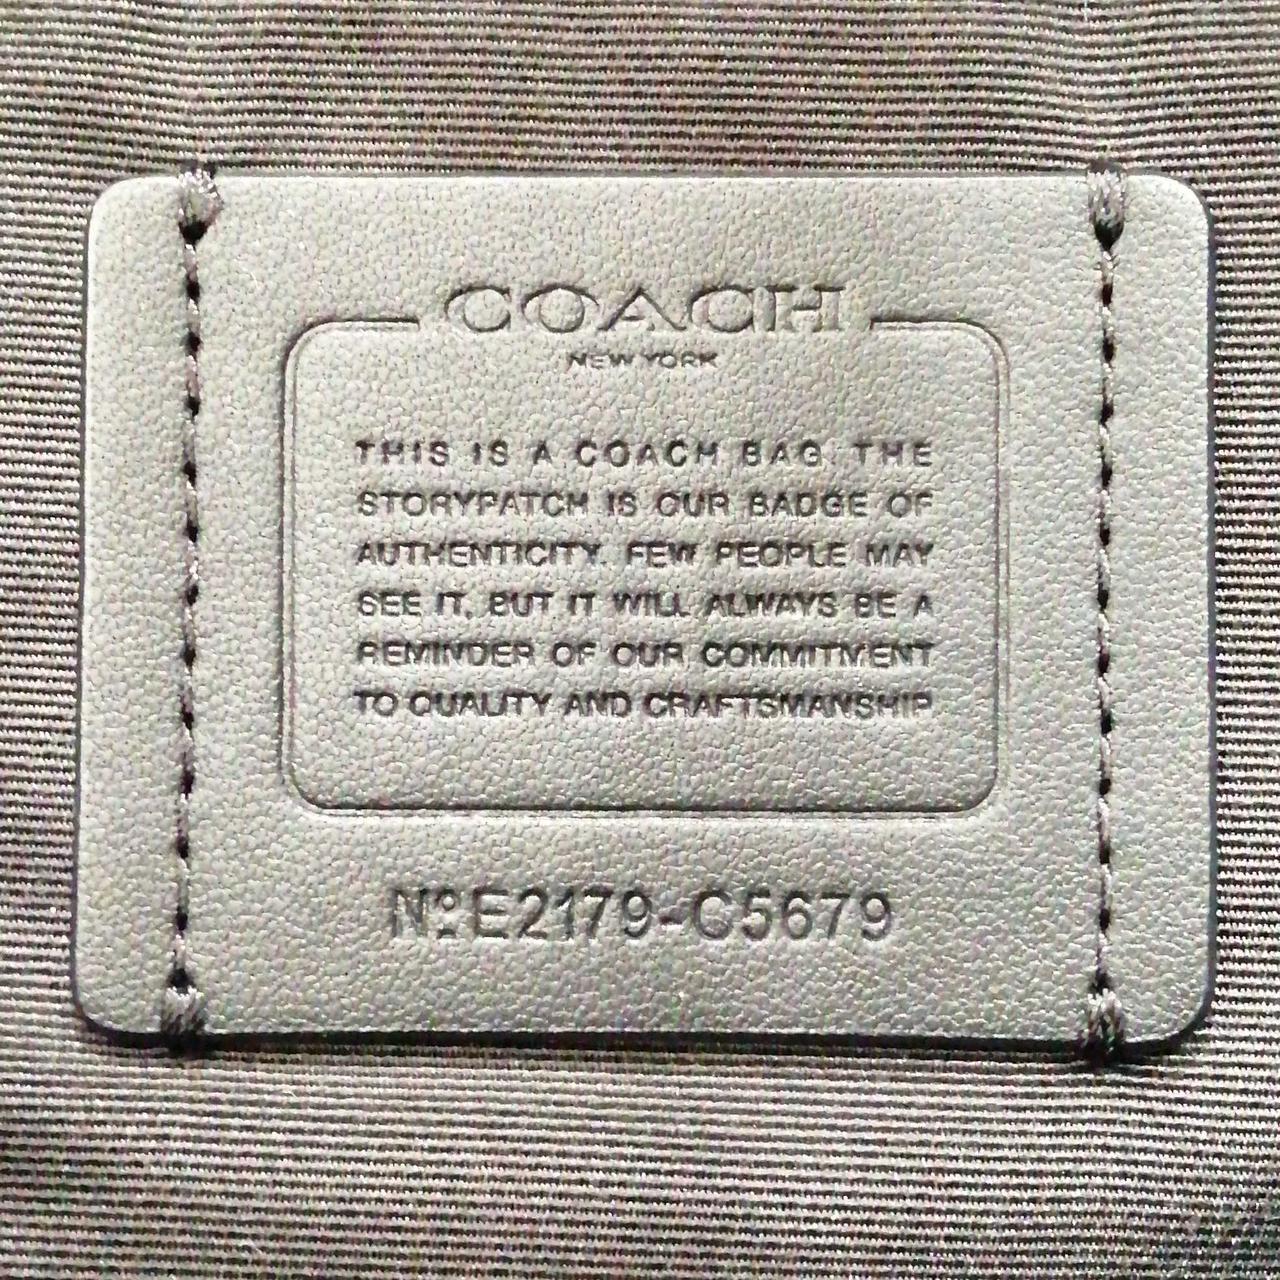 COACH
NEW YORK
THIS IS A COACH BAG. THE
STORYPATCH IS OUR BADGE OF
AUTHENTICITY. FEW PEOPLE MAY
SEE IT, BUT IT WILL ALWAYS BE A
REMINDER OF OUR COMMITMENT
TO QUALITY AND CRAFTSMANSHIP
NºE2179-C5679